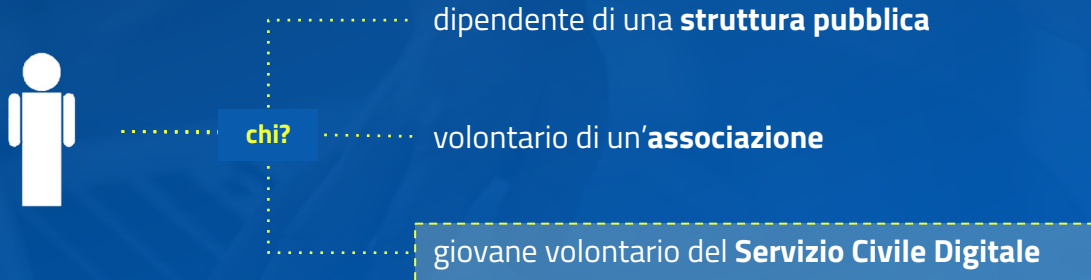 dipendente di una struttura pubblica
chi?
volontario di un’associazione
giovane volontario del Servizio Civile Digitale